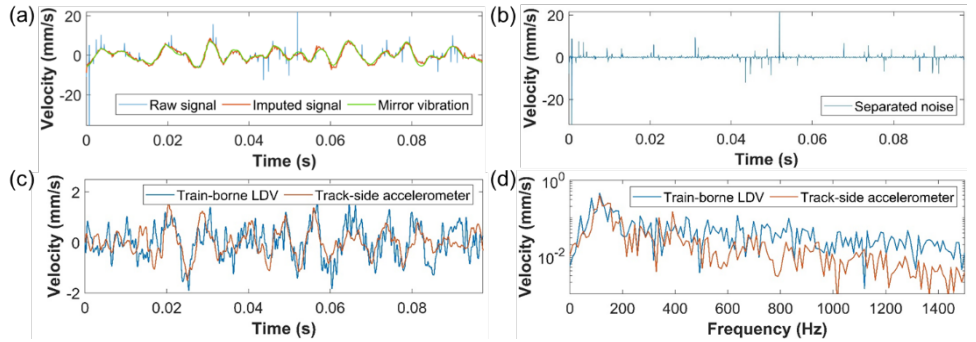 (a)
Velocity (mm/s)
20
0
-20
Raw signal
Imputed signal
Mirror vibration
0
0.02
0.04
0.06
0.08
Time (s)
(b)
Velocity (mm/s)
20
0
-20
Separated noise
0
0.02
0.04
0.06
0.08
Time (s)
(c)
Velocity (mm/s)
2
0
-2
Train-borne LDV
Track-side accelerometer
0
0.02
0.04
0.06
0.08
Time (s)
(d)
Velocity (mm/s)
10^0
10^-2
Train-borne LDV
Track-side accelerometer
0
200
400
600
800
1000
1200
1400
Frequency (Hz)